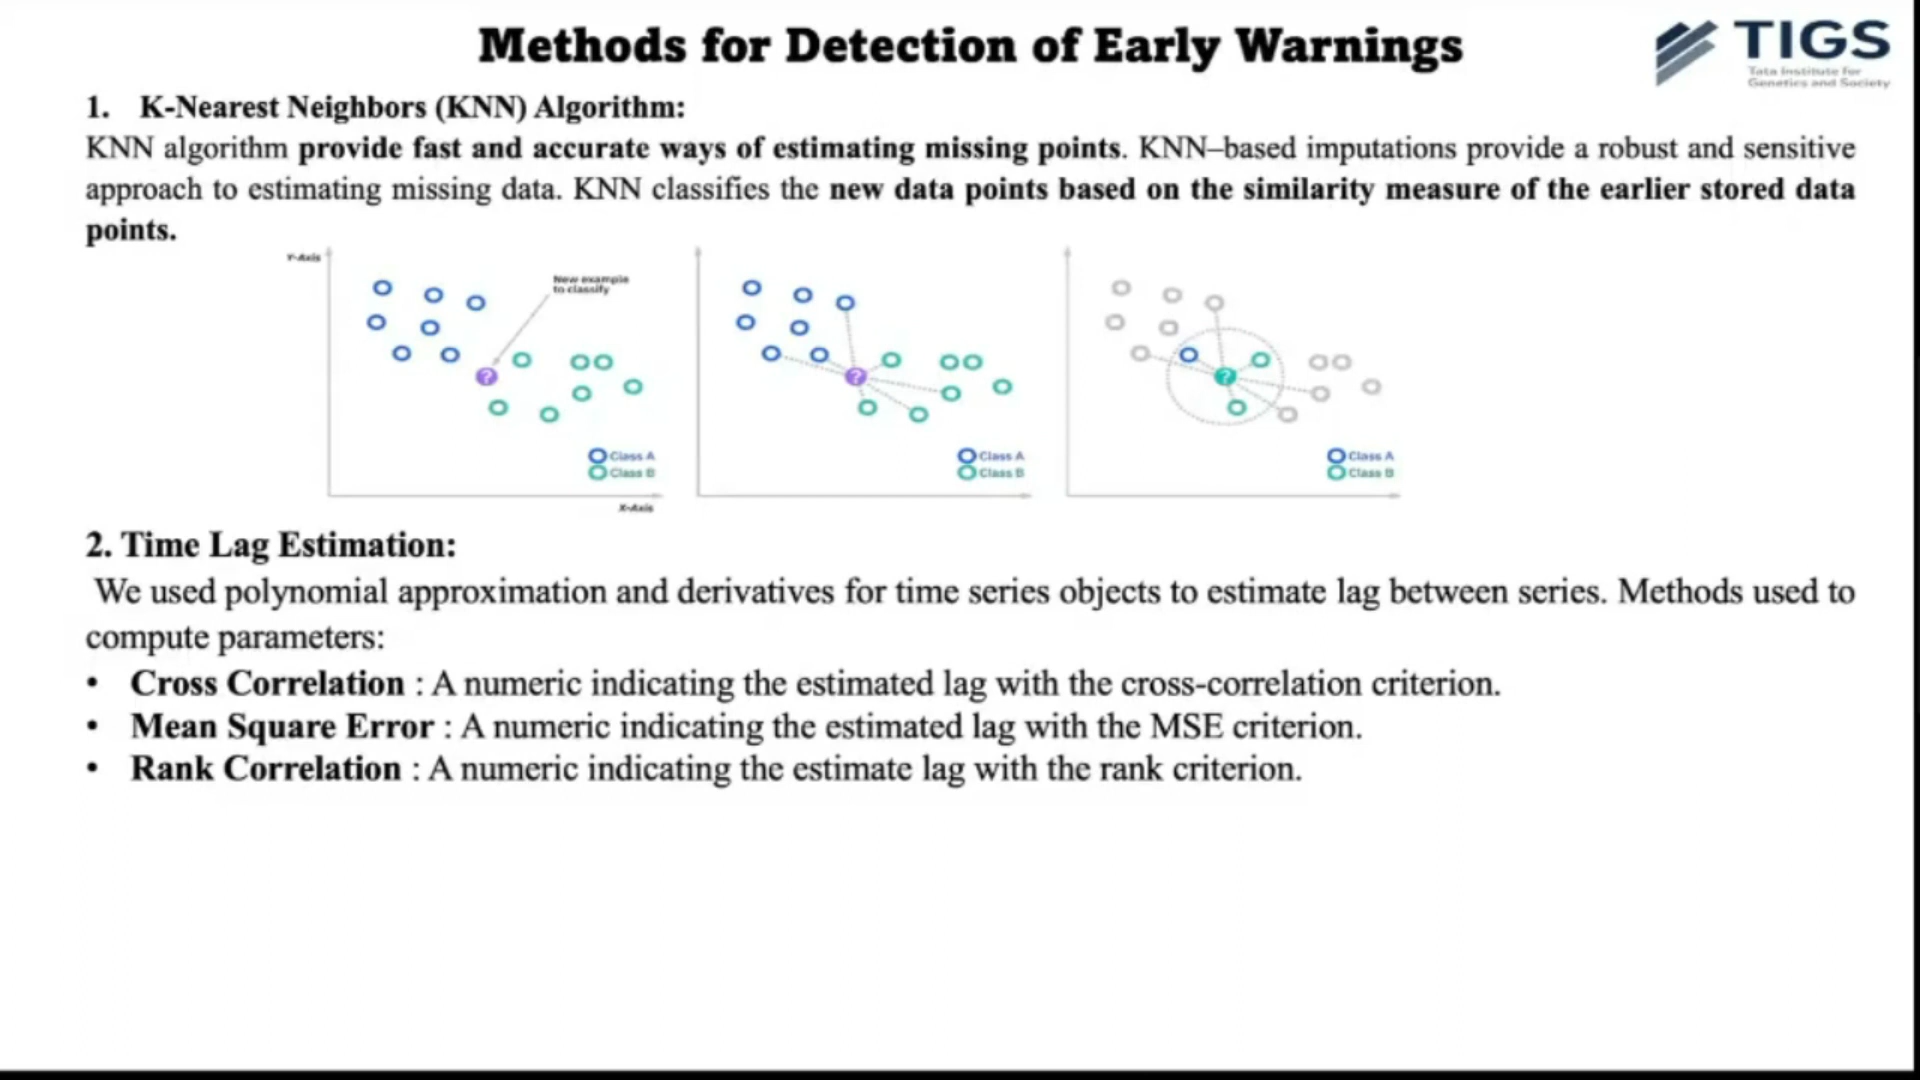 Methods for Detection of Early Warnings
TIGS
Tata Institute for
Genetics and Society
1. K-Nearest Neighbors (KNN) Algorithm:
KNN algorithm provide fast and accurate ways of estimating missing points. KNN–based imputations provide a robust and sensitive
approach to estimating missing data. KNN classifies the new data points based on the similarity measure of the earlier stored data
points.
Y-Axis
New example
to classify
Class A
Class B
X-Axis
Class A
Class B
Class A
Class B
?
?
?
2. Time Lag Estimation:
We used polynomial approximation and derivatives for time series objects to estimate lag between series. Methods used to
compute parameters:
• Cross Correlation : A numeric indicating the estimated lag with the cross-correlation criterion.
• Mean Square Error : A numeric indicating the estimated lag with the MSE criterion.
• Rank Correlation : A numeric indicating the estimate lag with the rank criterion.